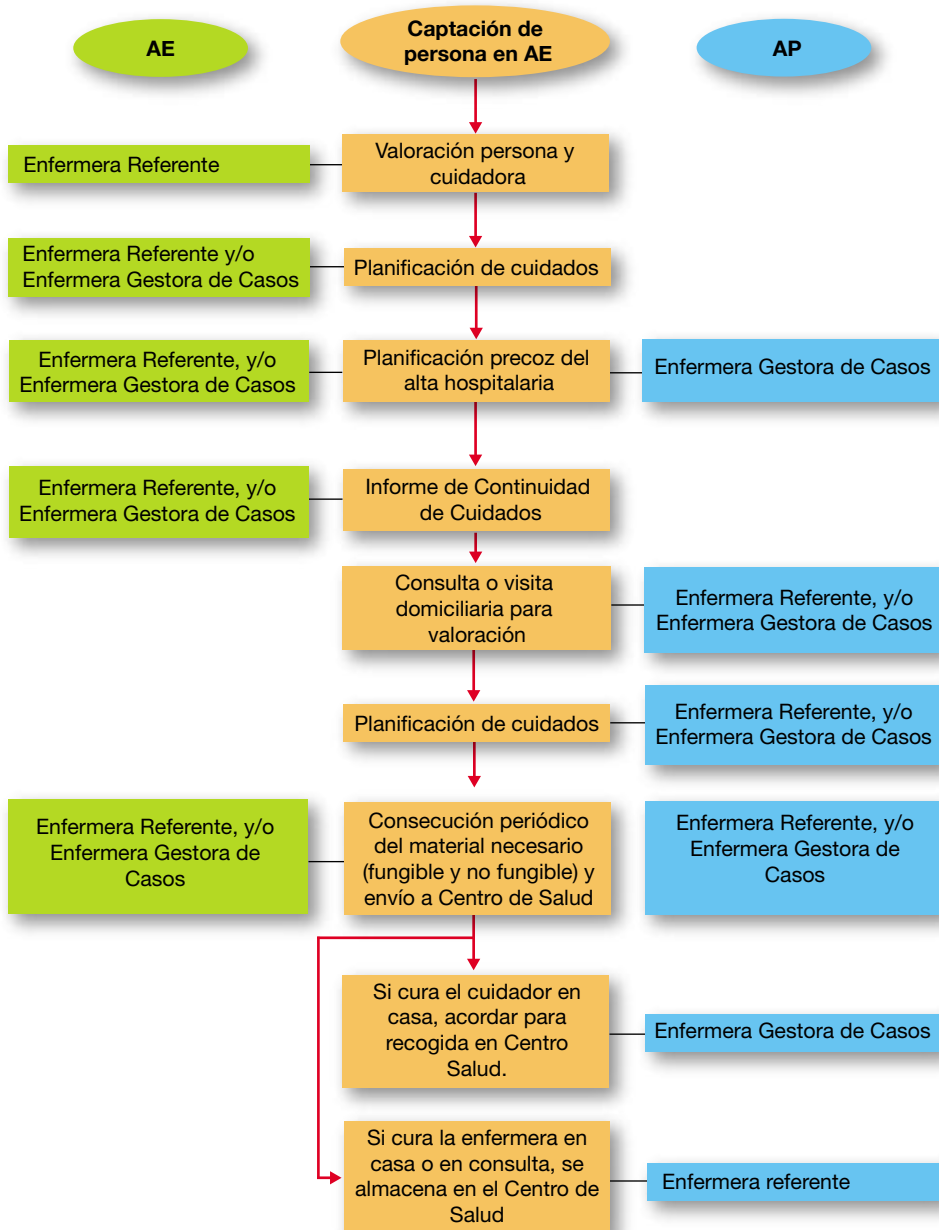 AE
Captación de
persona en AE
AP
Enfermera Referente
Valoración persona y
cuidadora
Enfermera Referente y/o
Enfermera Gestora de Casos
Planificación de cuidados
Enfermera Referente, y/o
Enfermera Gestora de Casos
Planificación precoz del
alta hospitalaria
Enfermera Gestora de Casos
Enfermera Referente, y/o
Enfermera Gestora de Casos
Informe de Continuidad
de Cuidados
Consulta o visita
domiciliaria para
valoración
Enfermera Referente, y/o
Enfermera Gestora de Casos
Planificación de cuidados
Enfermera Referente, y/o
Enfermera Gestora de Casos
Enfermera Referente, y/o
Enfermera Gestora de
Casos
Consecución periódico
del material necesario
(fungible y no fungible) y
envío a Centro de Salud
Enfermera Referente, y/o
Enfermera Gestora de
Casos
Si cura el cuidador en
casa, acordar para
recogida en Centro
Salud.
Enfermera Gestora de Casos
Si cura la enfermera en
casa o en consulta, se
almacena en el Centro de
Salud
Enfermera referente